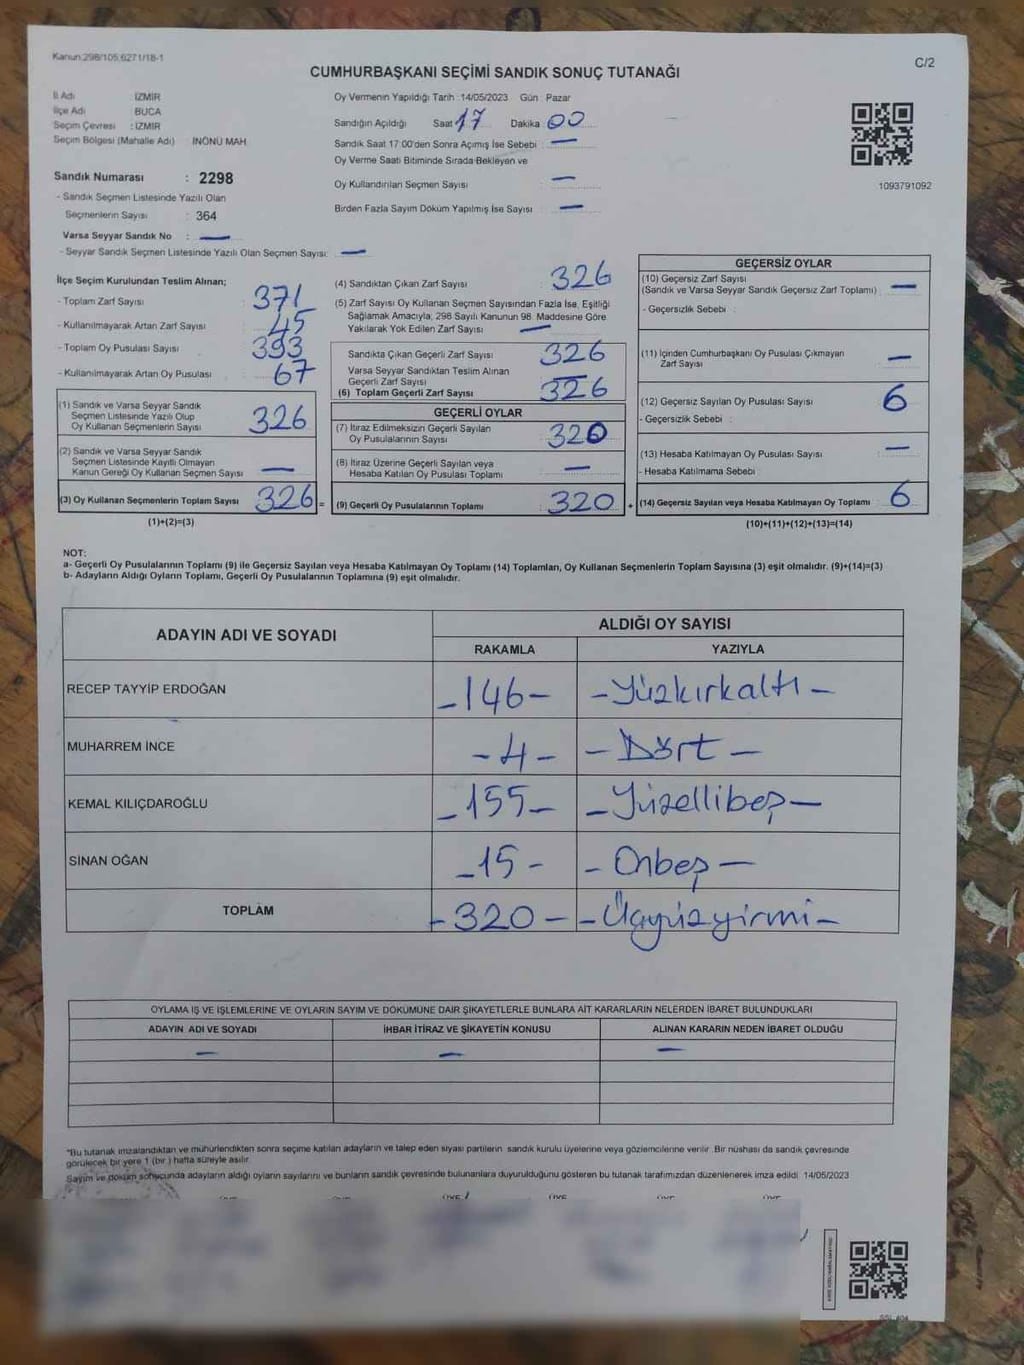 Kanun:298/105,6271/18-1
C/2
CUMHURBAŞKANI SEÇİMİ SANDIK SONUÇ TUTANAĞI
İl Adı : İZMİR
İlçe Adı : BUCA
Seçim Çevresi : İZMİR
Seçim Bölgesi (Mahalle Adı) İNÖNÜ MAH.
Sandık Numarası : 2298
- Sandık Seçmen Listesinde Yazılı Olan
Seçmenlerin Sayısı : 364
Varsa Seyyar Sandık No : —
- Seyyar Sandık Seçmen Listesinde Yazılı Olan Seçmen Sayısı: —
Oy Vermenin Yapıldığı Tarih :14/05/2023 Gün : Pazar
Sandığın Açıldığı Saat 17 Dakika 00
Sandık Saat 17:00'den Sonra Açımış İse Sebebi : —
Oy Verme Saati Bitiminde Sırada Bekleyen ve
Oy Kullandırılan Seçmen Sayısı : —
Birden Fazla Sayım Döküm Yapılmış İse Sayısı : —
1093791092
İlçe Seçim Kurulundan Teslim Alınan;
- Toplam Zarf Sayısı : 371
- Kullanılmayarak Artan Zarf Sayısı : 45
- Toplam Oy Pusulası Sayısı : 393
- Kullanılmayarak Artan Oy Pusulası : 67
(1) Sandık ve Varsa Seyyar Sandık
Seçmen Listesinde Yazılı Olup
Oy Kullanan Seçmenlerin Sayısı : 326
(2) Sandık ve Varsa Seyyar Sandık
Seçmen Listesinde Kayıtlı Olmayan
Kanun Gereği Oy Kullanan Seçmen Sayısı : —
(3) Oy Kullanan Seçmenlerin Toplam Sayısı : 326 =
(1)+(2)=(3)
(4) Sandıktan Çıkan Zarf Sayısı : 326
(5) Zarf Sayısı Oy Kullanan Seçmen Sayısından Fazla İse, Eşitliği
Sağlamak Amacıyla; 298 Sayılı Kanunun 98. Maddesine Göre
Yakılarak Yok Edilen Zarf Sayısı : —
Sandıkta Çıkan Geçerli Zarf Sayısı : 326
Varsa Seyyar Sandıktan Teslim Alınan
Geçerli Zarf Sayısı : —
(6) Toplam Geçerli Zarf Sayısı : 326
GEÇERLİ OYLAR
(7) İtiraz Edilmeksizin Geçerli Sayılan
Oy Pusulalarının Sayısı : 320
(8) İtiraz Üzerine Geçerli Sayılan veya
Hesaba Katılan Oy Pusulası Toplamı : —
(9) Geçerli Oy Pusulalarının Toplamı : 320 +
GEÇERSİZ OYLAR
(10) Geçersiz Zarf Sayısı
(Sandık ve Varsa Seyyar Sandık Geçersiz Zarf Toplamı) : —
- Geçersizlik Sebebi :
(11) İçinden Cumhurbaşkanı Oy Pusulası Çıkmayan
Zarf Sayısı : —
(12) Geçersiz Sayılan Oy Pusulası Sayısı : 6
- Geçersizlik Sebebi :
(13) Hesaba Katılmayan Oy Pusulası Sayısı : —
- Hesaba Katılmama Sebebi :
(14) Geçersiz Sayılan veya Hesaba Katılmayan Oy Toplamı : 6
(10)+(11)+(12)+(13)=(14)
NOT:
a- Geçerli Oy Pusulalarının Toplamı (9) ile Geçersiz Sayılan veya Hesaba Katılmayan Oy Toplamı (14) Toplamları, Oy Kullanan Seçmenlerin Toplam Sayısına (3) eşit olmalıdır. (9)+(14)=(3)
b- Adayların Aldığı Oyların Toplamı, Geçerli Oy Pusulalarının Toplamına (9) eşit olmalıdır.
ADAYIN ADI VE SOYADI
ALDIĞI OY SAYISI
RAKAMLA YAZIYLA
RECEP TAYYİP ERDOĞAN -146- -Yüzkırkaltı-
MUHARREM İNCE -4- -Dört-
KEMAL KILIÇDAROĞLU -155- -Yüzellibeş-
SİNAN OĞAN -15- -Onbeş-
TOPLAM -320- -Üçyüzyirmi-
OYLAMA İŞ VE İŞLEMLERİNE VE OYLARIN SAYIM VE DÖKÜMÜNE DAİR ŞİKAYETLERLE BUNLARA AİT KARARLARIN NELERDEN İBARET BULUNDUKLARI
ADAYIN ADI VE SOYADI İHBAR İTİRAZ VE ŞİKAYETİN KONUSU ALINAN KARARIN NEDEN İBARET OLDUĞU
— — —
*Bu tutanak imzalandıktan ve mühürlendikten sonra seçime katılan adayların ve talep eden siyasi partilerin sandık kurulu üyelerine veya gözlemcilerine verilir. Bir nüshası da sandık çevresinde
görülecek bir yere 1 (bir ) hafta süreyle asılır.
Sayım ve döküm sonucunda adayların aldığı oyların sayılarını ve bunların sandık çevresinde bulunanlara duyurulduğunu gösteren bu tutanak tarafımızdan düzenlenerek imza edildi. 14/05/2023